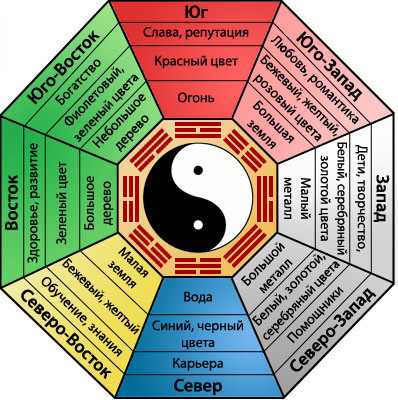 Юг
Слава, репутация
Красный цвет
Огонь
Юго-Запад
Любовь, романтика
Бежевый, желтый,
розовый цвета
Большая
земля
Запад
Дети, творчество,
Белый, серебряный
золотой цвета
Малый
металл
Северо-Запад
Помощники
Белый, золотой,
серебряный цвета
Большой
металл
Вода
Синий, черный
цвета
Карьера
Север
Малая
земля
Бежевый, желтый
Обучение, знания
Северо-Восток
Восток
Здоровье, развитие
Зеленый цвет
Большое
дерево
Юго-Восток
Богатство
Фиолетовый,
зеленый цвета
Небольшое
дерево